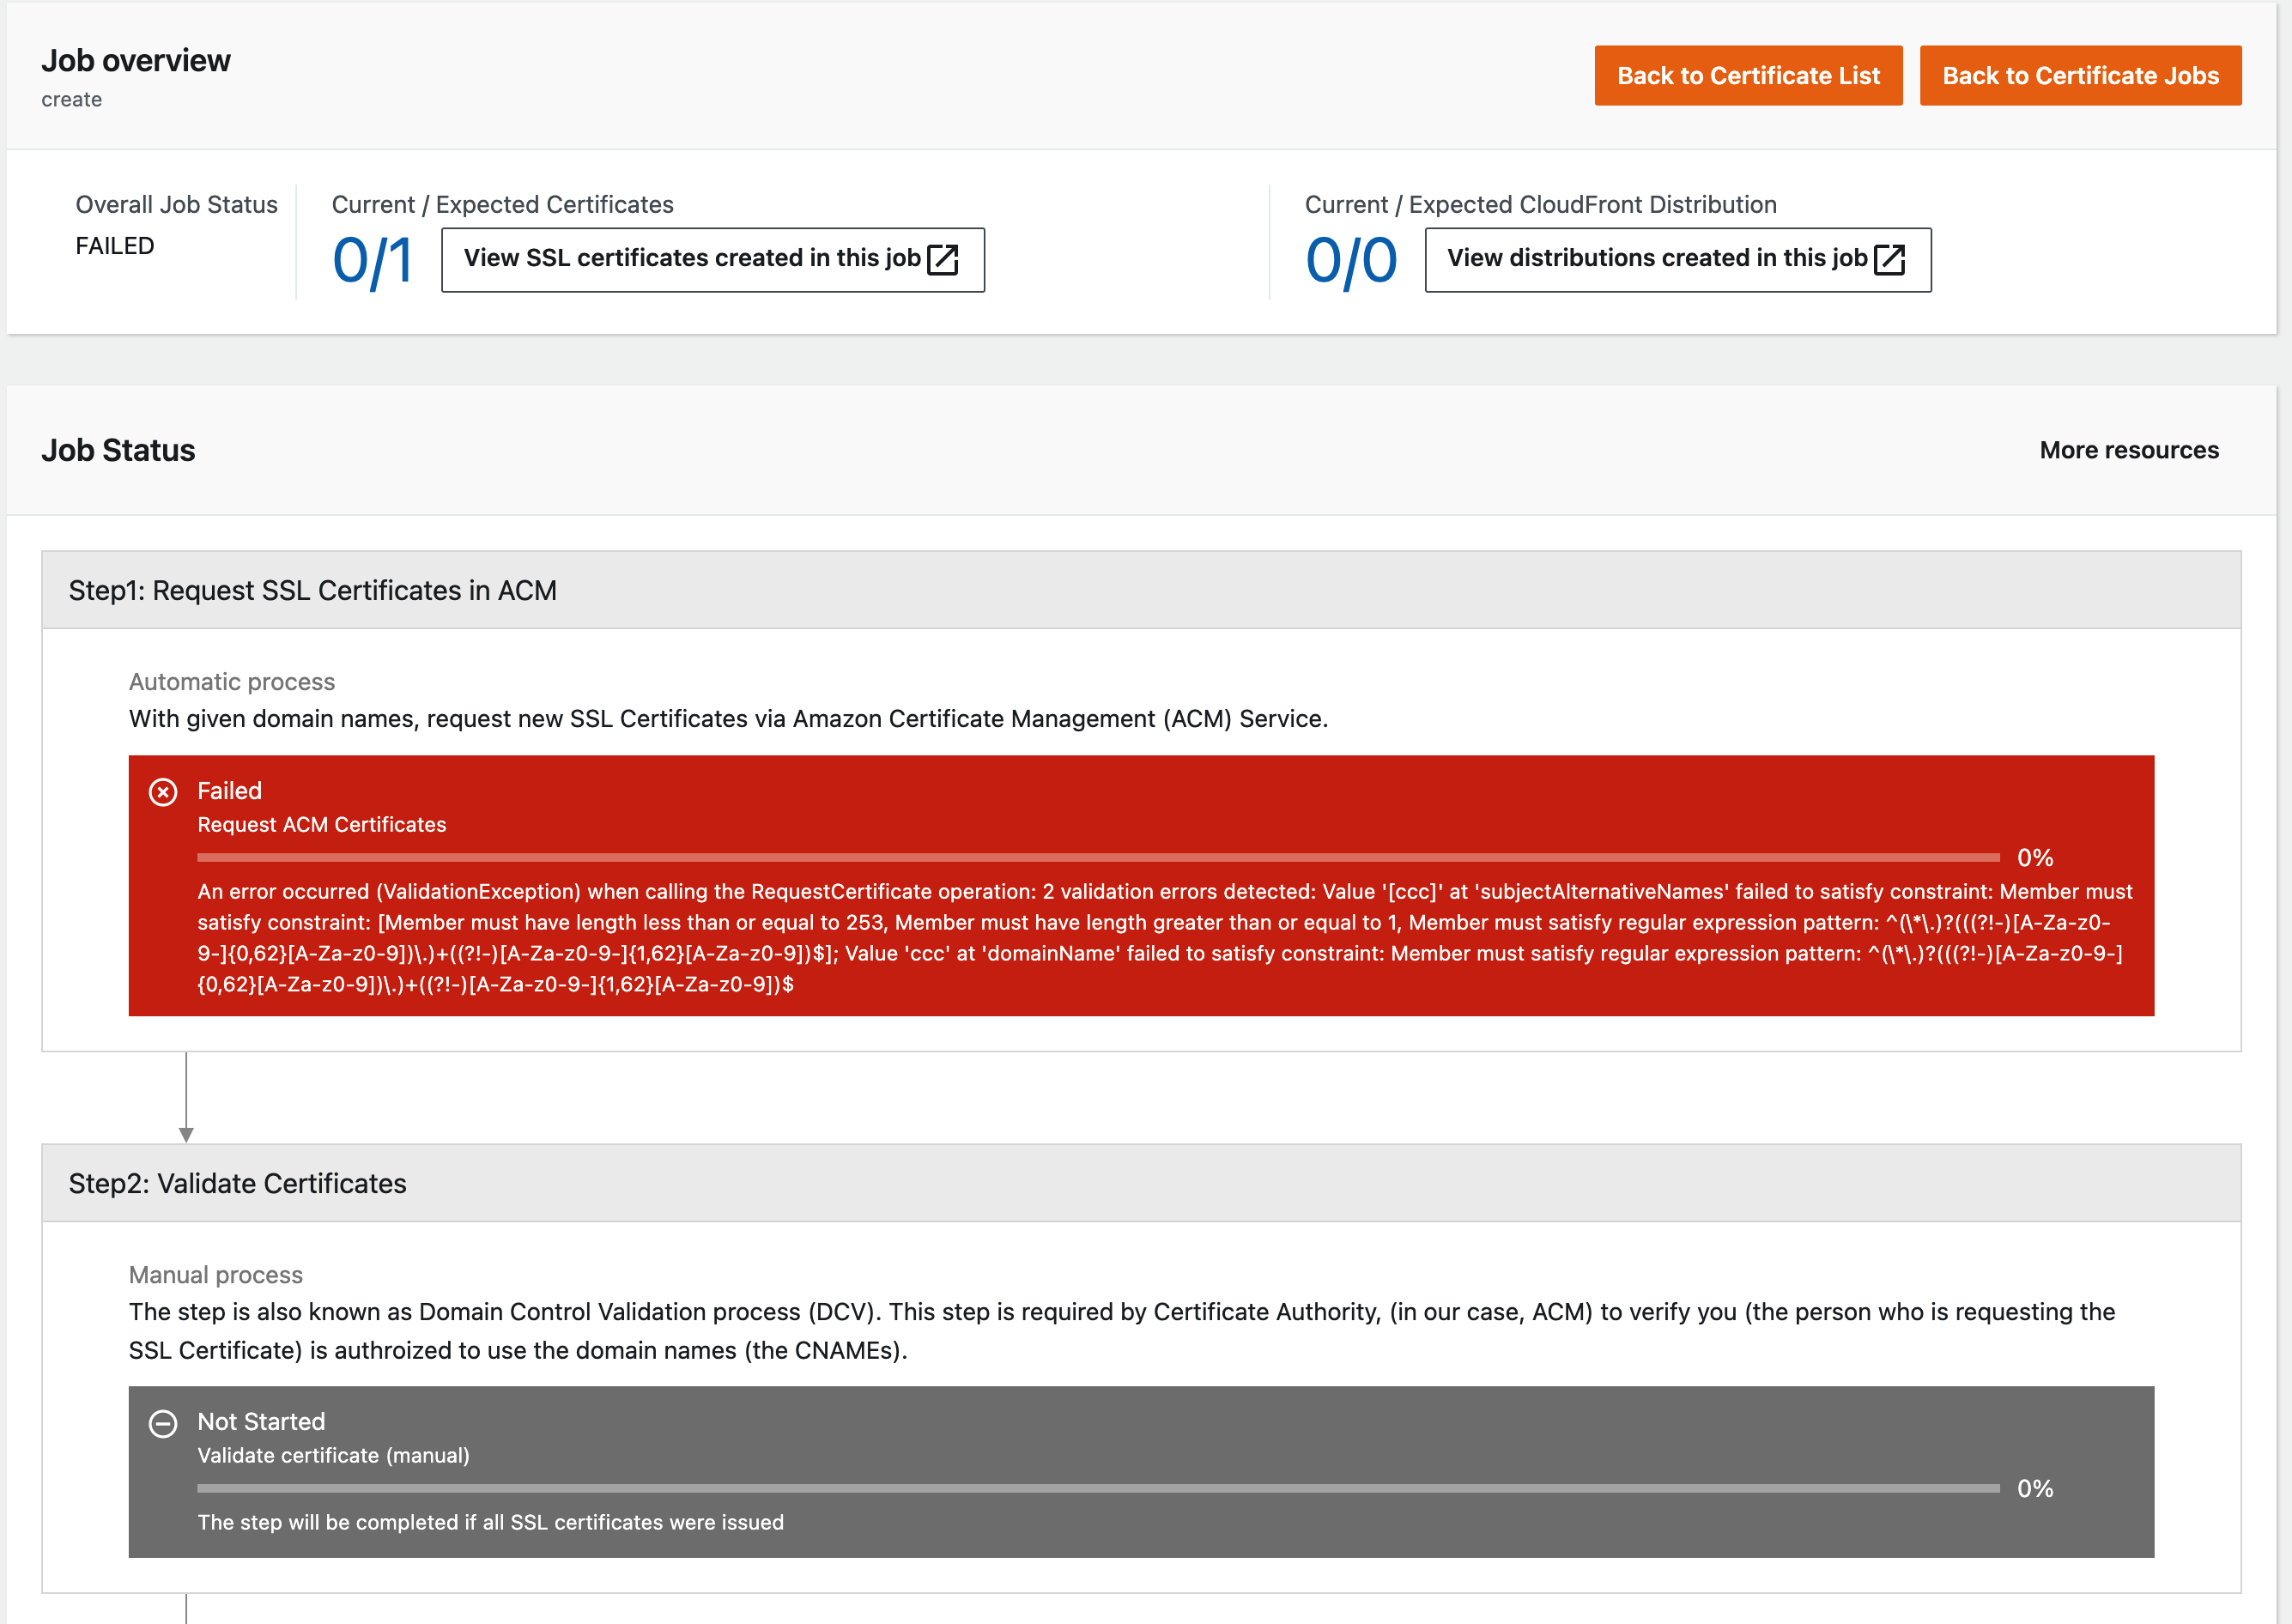 Job overview
create
Back to Certificate List
Back to Certificate Jobs
Overall Job Status
FAILED
Current / Expected Certificates
0/1
View SSL certificates created in this job
Current / Expected CloudFront Distribution
0/0
View distributions created in this job
Job Status
More resources
Step1: Request SSL Certificates in ACM
Automatic process
With given domain names, request new SSL Certificates via Amazon Certificate Management (ACM) Service.
Failed
Request ACM Certificates
0%
An error occurred (ValidationException) when calling the RequestCertificate operation: 2 validation errors detected: Value '[ccc]' at 'subjectAlternativeNames' failed to satisfy constraint: Member must
satisfy constraint: [Member must have length less than or equal to 253, Member must have length greater than or equal to 1, Member must satisfy regular expression pattern: ^(\*\.)?(((?!-)[A-Za-z0-
9-]{0,62}[A-Za-z0-9])\.)+((?!-)[A-Za-z0-9-]{1,62}[A-Za-z0-9])$]; Value 'ccc' at 'domainName' failed to satisfy constraint: Member must satisfy regular expression pattern: ^(\*\.)?(((?!-)[A-Za-z0-9-]
{0,62}[A-Za-z0-9])\.)+((?!-)[A-Za-z0-9-]{1,62}[A-Za-z0-9])$
Step2: Validate Certificates
Manual process
The step is also known as Domain Control Validation process (DCV). This step is required by Certificate Authority, (in our case, ACM) to verify you (the person who is requesting the
SSL Certificate) is authroized to use the domain names (the CNAMEs).
Not Started
Validate certificate (manual)
0%
The step will be completed if all SSL certificates were issued